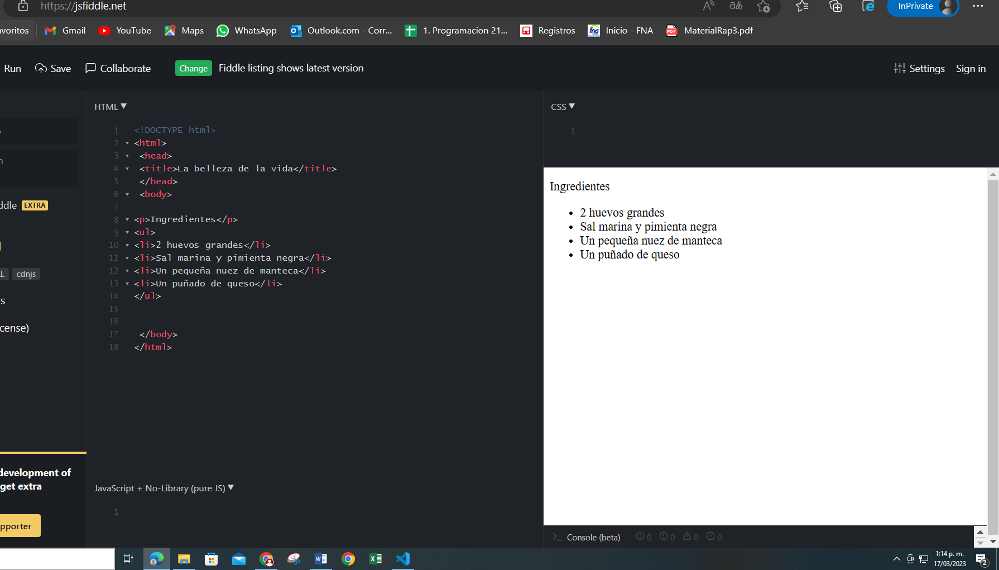 https://jsfiddle.net
InPrivate
Gmail
YouTube
Maps
WhatsApp
Outlook.com - Corr...
1. Programacion 21...
Registros
Inicio - FNA
MaterialRap3.pdf
Run
Save
Collaborate
Change
Fiddle listing shows latest version
Settings
Sign in
EXTRA
cdnjs
development of
get extra
HTML
1 <!DOCTYPE html>
2 <html>
3 <head>
4 <title>La belleza de la vida</title>
5 </head>
6 <body>
7
8 <p>Ingredientes</p>
9 <ul>
10 <li>2 huevos grandes</li>
11 <li>Sal marina y pimienta negra</li>
12 <li>Un pequeña nuez de manteca</li>
13 <li>Un puñado de queso</li>
14 </ul>
15
16
17 </body>
18 </html>
JavaScript + No-Library (pure JS)
1
CSS
1
Ingredientes
• 2 huevos grandes
• Sal marina y pimienta negra
• Un pequeña nuez de manteca
• Un puñado de queso
Console (beta)
0 0 0 0
1:14 p. m.
17/03/2023
2